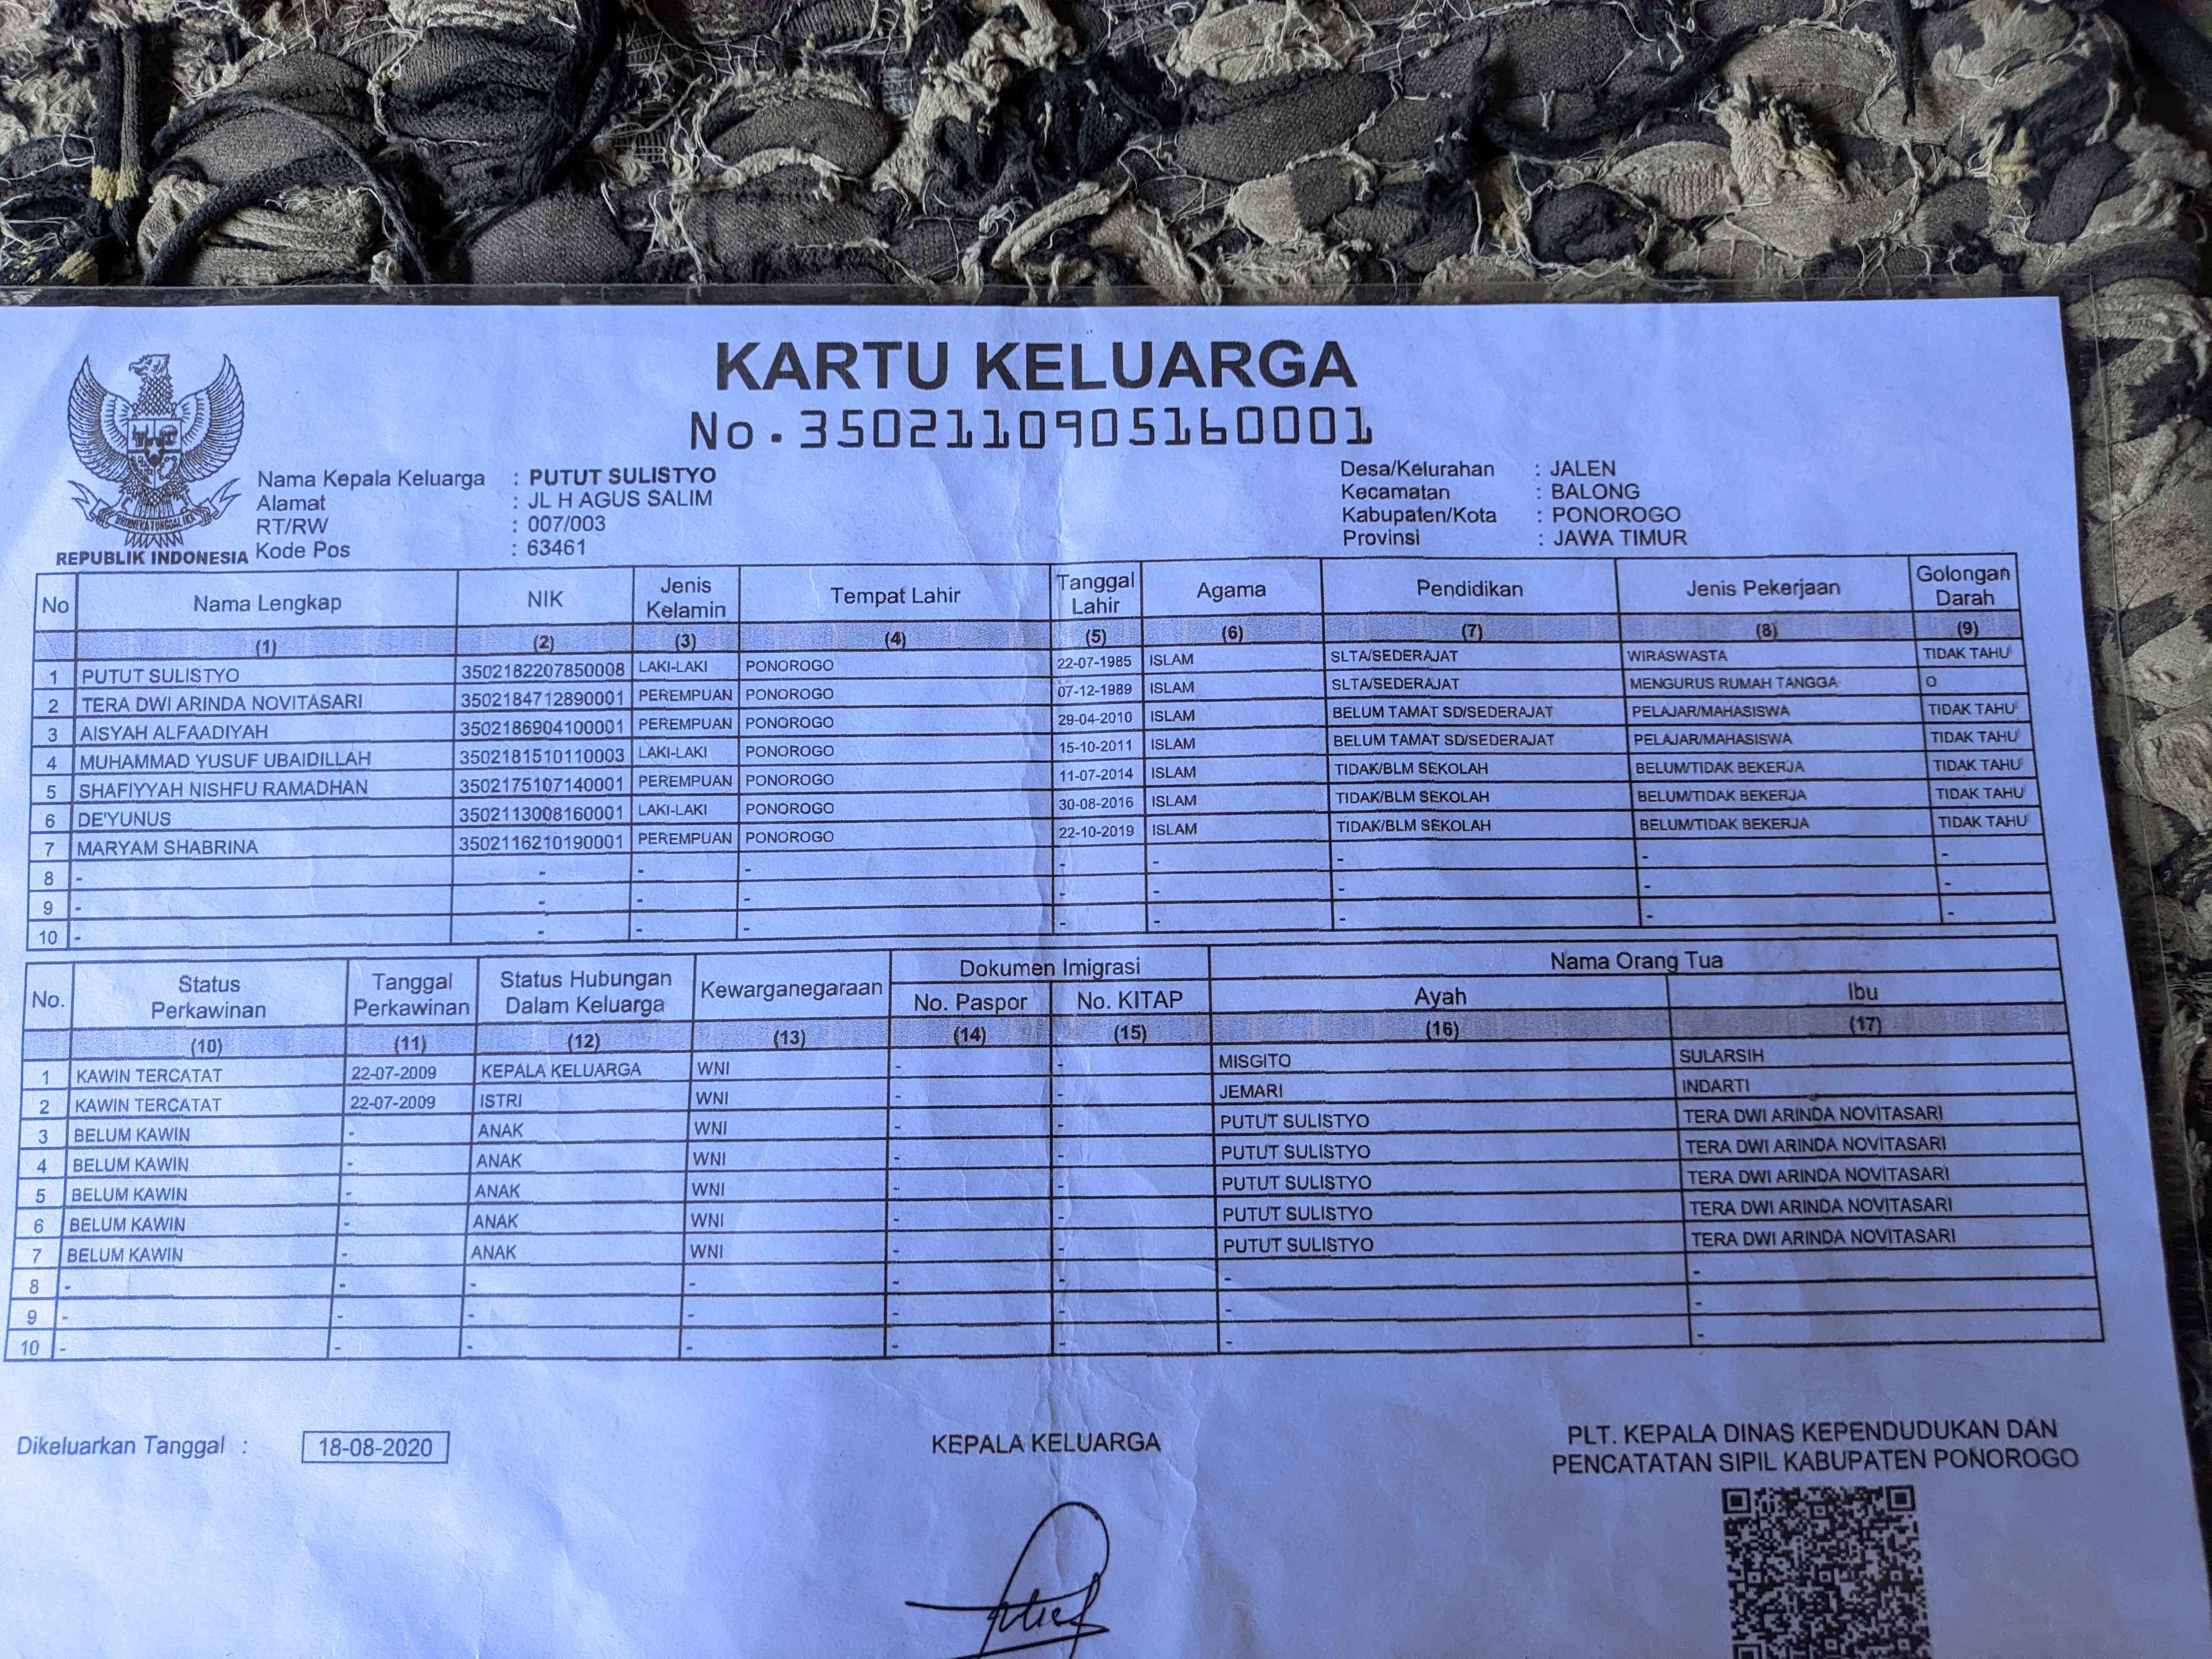 KARTU KELUARGA
No. 3502110905160001
Nama Kepala Keluarga : PUTUT SULISTYO
Alamat : JL H AGUS SALIM
RT/RW : 007/003
Kode Pos : 63461
Desa/Kelurahan : JALEN
Kecamatan : BALONG
Kabupaten/Kota : PONOROGO
Provinsi : JAWA TIMUR
BHINNEKA TUNGGAL IKA
REPUBLIK INDONESIA
No Nama Lengkap NIK Jenis Kelamin Tempat Lahir Tanggal Lahir Agama Pendidikan Jenis Pekerjaan Golongan Darah
(1) (2) (3) (4) (5) (6) (7) (8) (9)
1 PUTUT SULISTYO 3502182207850008 LAKI-LAKI PONOROGO 22-07-1985 ISLAM SLTA/SEDERAJAT WIRASWASTA TIDAK TAHU
2 TERA DWI ARINDA NOVITASARI 3502184712890001 PEREMPUAN PONOROGO 07-12-1989 ISLAM SLTA/SEDERAJAT MENGURUS RUMAH TANGGA O
3 AISYAH ALFAADIYAH 3502186904100001 PEREMPUAN PONOROGO 29-04-2010 ISLAM BELUM TAMAT SD/SEDERAJAT PELAJAR/MAHASISWA TIDAK TAHU
4 MUHAMMAD YUSUF UBAIDILLAH 3502181510110003 LAKI-LAKI PONOROGO 15-10-2011 ISLAM BELUM TAMAT SD/SEDERAJAT PELAJAR/MAHASISWA TIDAK TAHU
5 SHAFIYYAH NISHFU RAMADHAN 3502175107140001 PEREMPUAN PONOROGO 11-07-2014 ISLAM TIDAK/BLM SEKOLAH BELUM/TIDAK BEKERJA TIDAK TAHU
6 DE'YUNUS 3502113008160001 LAKI-LAKI PONOROGO 30-08-2016 ISLAM TIDAK/BLM SEKOLAH BELUM/TIDAK BEKERJA TIDAK TAHU
7 MARYAM SHABRINA 3502116210190001 PEREMPUAN PONOROGO 22-10-2019 ISLAM TIDAK/BLM SEKOLAH BELUM/TIDAK BEKERJA TIDAK TAHU
8 - - - - - - - - -
9 - - - - - - - - -
10 - - - - - - - - -
No. Status Perkawinan Tanggal Perkawinan Status Hubungan Dalam Keluarga Kewarganegaraan Dokumen Imigrasi Nama Orang Tua
No. Paspor No. KITAP Ayah Ibu
(10) (11) (12) (13) (14) (15) (16) (17)
1 KAWIN TERCATAT 22-07-2009 KEPALA KELUARGA WNI - - MISGITO SULARSIH
2 KAWIN TERCATAT 22-07-2009 ISTRI WNI - - JEMARI INDARTI
3 BELUM KAWIN - ANAK WNI - - PUTUT SULISTYO TERA DWI ARINDA NOVITASARI
4 BELUM KAWIN - ANAK WNI - - PUTUT SULISTYO TERA DWI ARINDA NOVITASARI
5 BELUM KAWIN - ANAK WNI - - PUTUT SULISTYO TERA DWI ARINDA NOVITASARI
6 BELUM KAWIN - ANAK WNI - - PUTUT SULISTYO TERA DWI ARINDA NOVITASARI
7 BELUM KAWIN - ANAK WNI - - PUTUT SULISTYO TERA DWI ARINDA NOVITASARI
8 - - - - - - - -
9 - - - - - - - -
10 - - - - - - - -
Dikeluarkan Tanggal : 18-08-2020
KEPALA KELUARGA
PLT. KEPALA DINAS KEPENDUDUKAN DAN
PENCATATAN SIPIL KABUPATEN PONOROGO